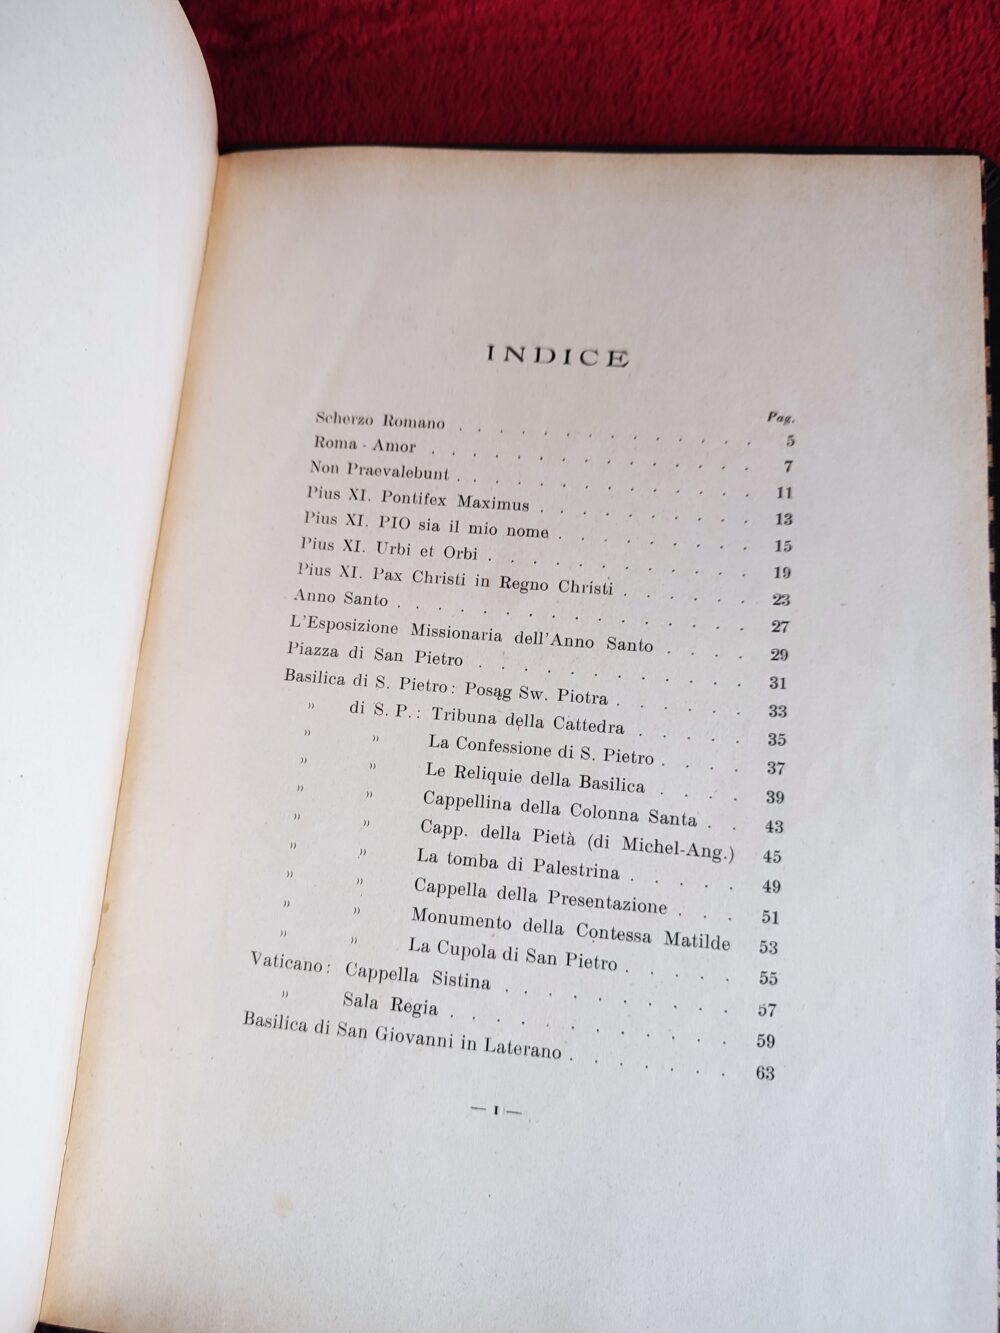 INDICE
Pag.
Scherzo Romano . . . . . . . . . . . . 5
Roma - Amor . . . . . . . . . . . . . 7
Non Praevalebunt . . . . . . . . . . . . 11
Pius XI. Pontifex Maximus . . . . . . . . . 13
Pius XI. PIO sia il mio nome . . . . . . . . 15
Pius XI. Urbi et Orbi . . . . . . . . . . 19
Pius XI. Pax Christi in Regno Christi . . . . . . 23
Anno Santo . . . . . . . . . . . . . 27
L'Esposizione Missionaria dell'Anno Santo . . . . 29
Piazza di San Pietro . . . . . . . . . . . 31
Basilica di S. Pietro: Posąg Sw. Piotra . . . . . . 33
» di S. P.: Tribuna della Cattedra . . . . . 35
» » La Confessione di S. Pietro . . . . 37
» » Le Reliquie della Basilica . . . . 39
» » Cappellina della Colonna Santa . . 43
» » Capp. della Pietà (di Michel-Ang.) 45
» » La tomba di Palestrina . . . . . 49
» » Cappella della Presentazione . . . 51
» » Monumento della Contessa Matilde 53
» » La Cupola di San Pietro . . . . . 55
Vaticano: Cappella Sistina . . . . . . . . . 57
» Sala Regia . . . . . . . . . . . 59
Basilica di San Giovanni in Laterano . . . . . . 63
— I —